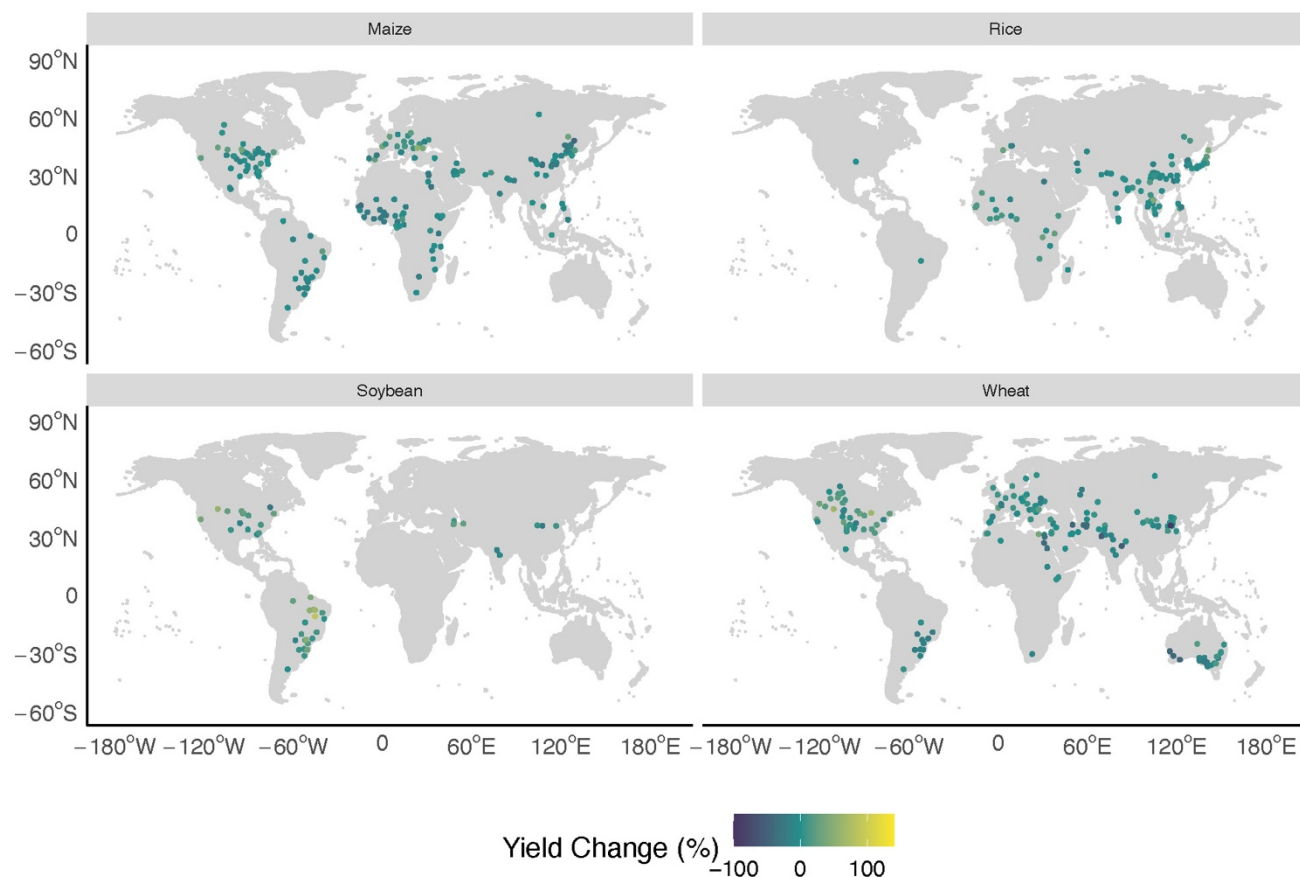 Maize Rice
90°N
60°N
30°N
0
−30°S
−60°S
Soybean Wheat
90°N
60°N
30°N
0
−30°S
−60°S
−180°W −120°W −60°W 0 60°E 120°E 180°E −180°W −120°W −60°W 0 60°E 120°E 180°E
Yield Change (%)
−100 0 100